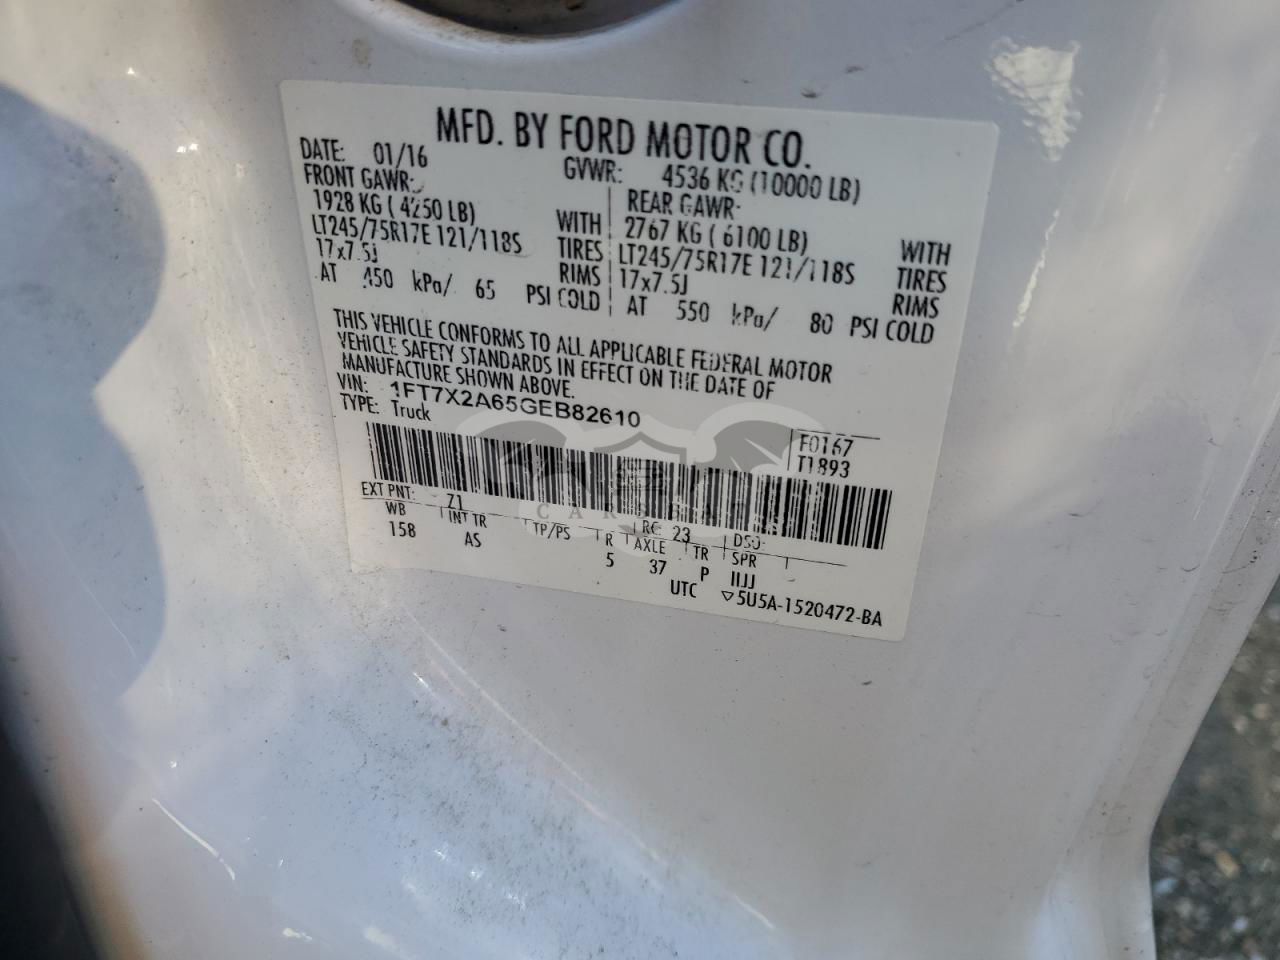 MFD. BY FORD MOTOR CO.
DATE: 01/16 GVWR: 4536 KG (10000 LB)
FRONT GAWR: REAR GAWR:
1928 KG ( 4250 LB) WITH 2767 KG ( 6100 LB) WITH
LT245/75R17E 121/118S TIRES LT245/75R17E 121/118S TIRES
17x7.5J RIMS 17x7.5J RIMS
AT 450 kPa/ 65 PSI COLD AT 550 kPa/ 80 PSI COLD
THIS VEHICLE CONFORMS TO ALL APPLICABLE FEDERAL MOTOR
VEHICLE SAFETY STANDARDS IN EFFECT ON THE DATE OF
MANUFACTURE SHOWN ABOVE.
VIN: 1FT7X2A65GEB82610
TYPE: Truck
F0167
T1893
EXT PNT: Z1 RC: 23 DSO:
WB INT TR TP/PS R AXLE TR SPR
158 AS 5 37 P IIJJ
UTC ▽5U5A-1520472-BA